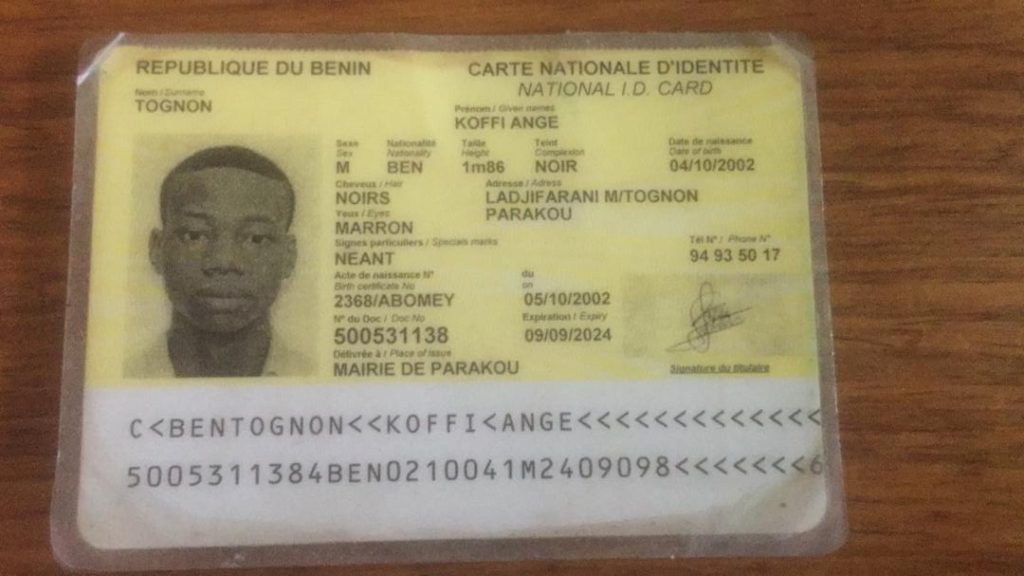 REPUBLIQUE DU BENIN
CARTE NATIONALE D'IDENTITE
NATIONAL I.D. CARD
Nom / Surname
TOGNON
Prénom / Given names
KOFFI ANGE
Sexe Nationalité Taille Teint Date de naissance
Sex Nationality Height Complexion Date of birth
M BEN 1m86 NOIR 04/10/2002
Cheveux / Hair Adresse / Adress
NOIRS LADJIFARANI M/TOGNON
Yeux / Eyes PARAKOU
MARRON
Signes particuliers / Specials marks Tél N° / Phone N°
NEANT 94 93 50 17
Acte de naissance N° du
Birth certificate No on
2368/ABOMEY 05/10/2002
N° du Doc / Doc No Expiration / Expiry
500531138 09/09/2024
Délivrée à / Place of issue
MAIRIE DE PARAKOU
Signature du titulaire
C<BENTOGNON<<KOFFI<ANGE<<<<<<<<<<<<<<
5005311384BEN0210041M2409098<<<<<<<6